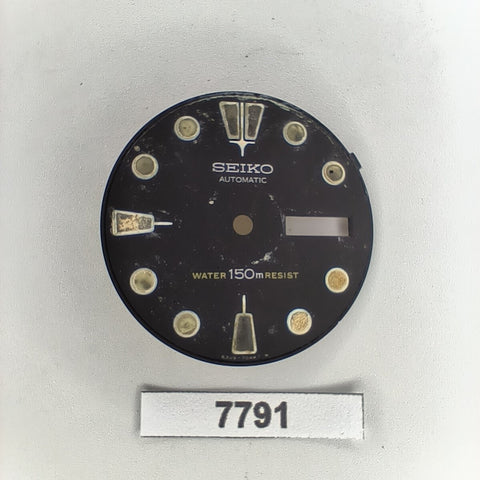 SEIKO
AUTOMATIC
WATER 150m RESIST
7791